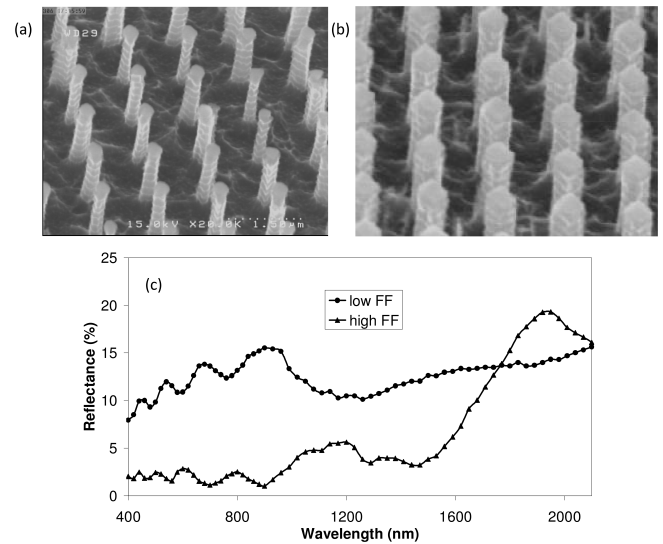 (a)
WD29
15.0kV X20.0K 1.50µm
(b)
(c)
low FF
high FF
Reflectance (%)
25
20
15
10
5
0
400
800
1200
1600
2000
Wavelength (nm)